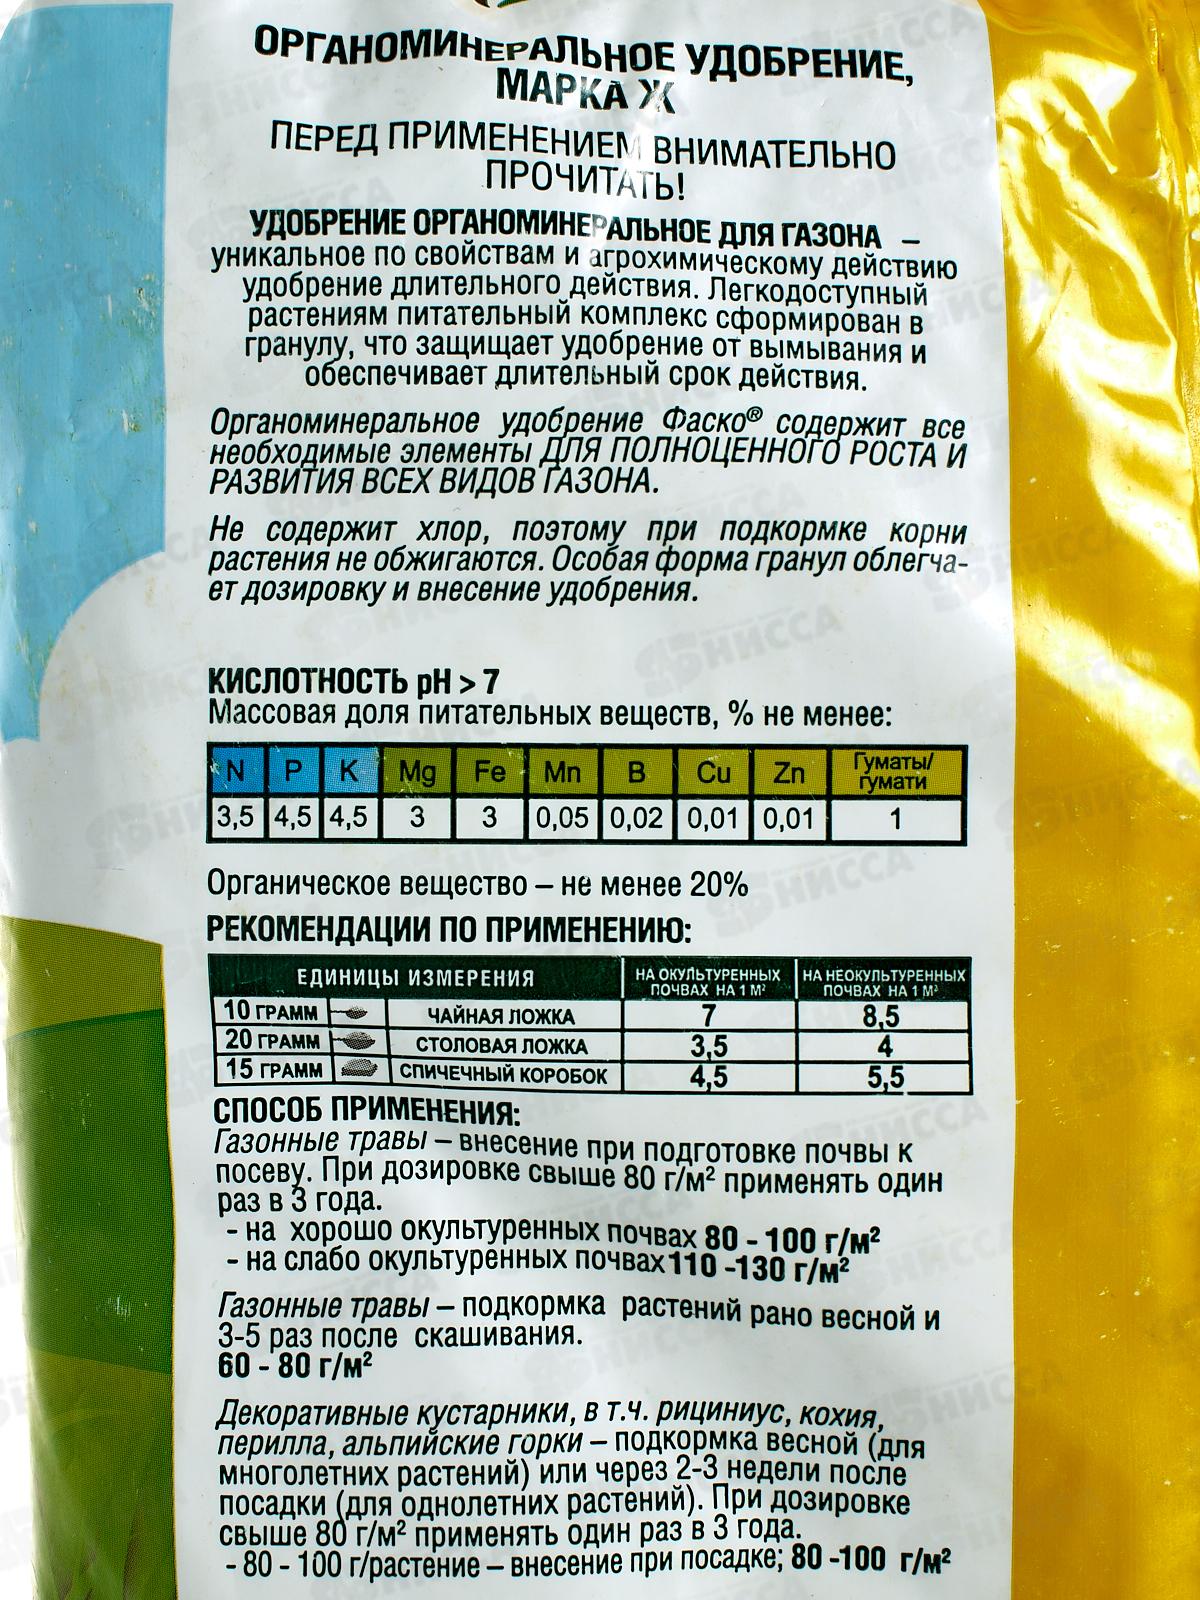 ОРГАНОМИНЕРАЛЬНОЕ УДОБРЕНИЕ,
МАРКА Ж
ПЕРЕД ПРИМЕНЕНИЕМ ВНИМАТЕЛЬНО
ПРОЧИТАТЬ!
УДОБРЕНИЕ ОРГАНОМИНЕРАЛЬНОЕ ДЛЯ ГАЗОНА –
уникальное по свойствам и агрохимическому действию
удобрение длительного действия. Легкодоступный
растениям питательный комплекс сформирован в
гранулу, что защищает удобрение от вымывания и
обеспечивает длительный срок действия.
Органоминеральное удобрение Фаско® содержит все
необходимые элементы ДЛЯ ПОЛНОЦЕННОГО РОСТА И
РАЗВИТИЯ ВСЕХ ВИДОВ ГАЗОНА.
Не содержит хлор, поэтому при подкормке корни
растения не обжигаются. Особая форма гранул облегча-
ет дозировку и внесение удобрения.
КИСЛОТНОСТЬ pH > 7
Массовая доля питательных веществ, % не менее:
N P K Mg Fe Mn B Cu Zn Гуматы/
гумати
3,5 4,5 4,5 3 3 0,05 0,02 0,01 0,01 1
Органическое вещество – не менее 20%
РЕКОМЕНДАЦИИ ПО ПРИМЕНЕНИЮ:
ЕДИНИЦЫ ИЗМЕРЕНИЯ НА ОКУЛЬТУРЕННЫХ НА НЕОКУЛЬТУРЕННЫХ
ПОЧВАХ НА 1 М² ПОЧВАХ НА 1 М²
10 ГРАММ ЧАЙНАЯ ЛОЖКА 7 8,5
20 ГРАММ СТОЛОВАЯ ЛОЖКА 3,5 4
15 ГРАММ СПИЧЕЧНЫЙ КОРОБОК 4,5 5,5
СПОСОБ ПРИМЕНЕНИЯ:
Газонные травы – внесение при подготовке почвы к
посеву. При дозировке свыше 80 г/м² применять один
раз в 3 года.
- на хорошо окультуренных почвах 80 - 100 г/м²
- на слабо окультуренных почвах 110 -130 г/м²
Газонные травы – подкормка растений рано весной и
3-5 раз после скашивания.
60 - 80 г/м²
Декоративные кустарники, в т.ч. рициниус, кохия,
перилла, альпийские горки – подкормка весной (для
многолетних растений) или через 2-3 недели после
посадки (для однолетних растений). При дозировке
свыше 80 г/м² применять один раз в 3 года.
- 80 - 100 г/растение – внесение при посадке; 80 -100 г/м²